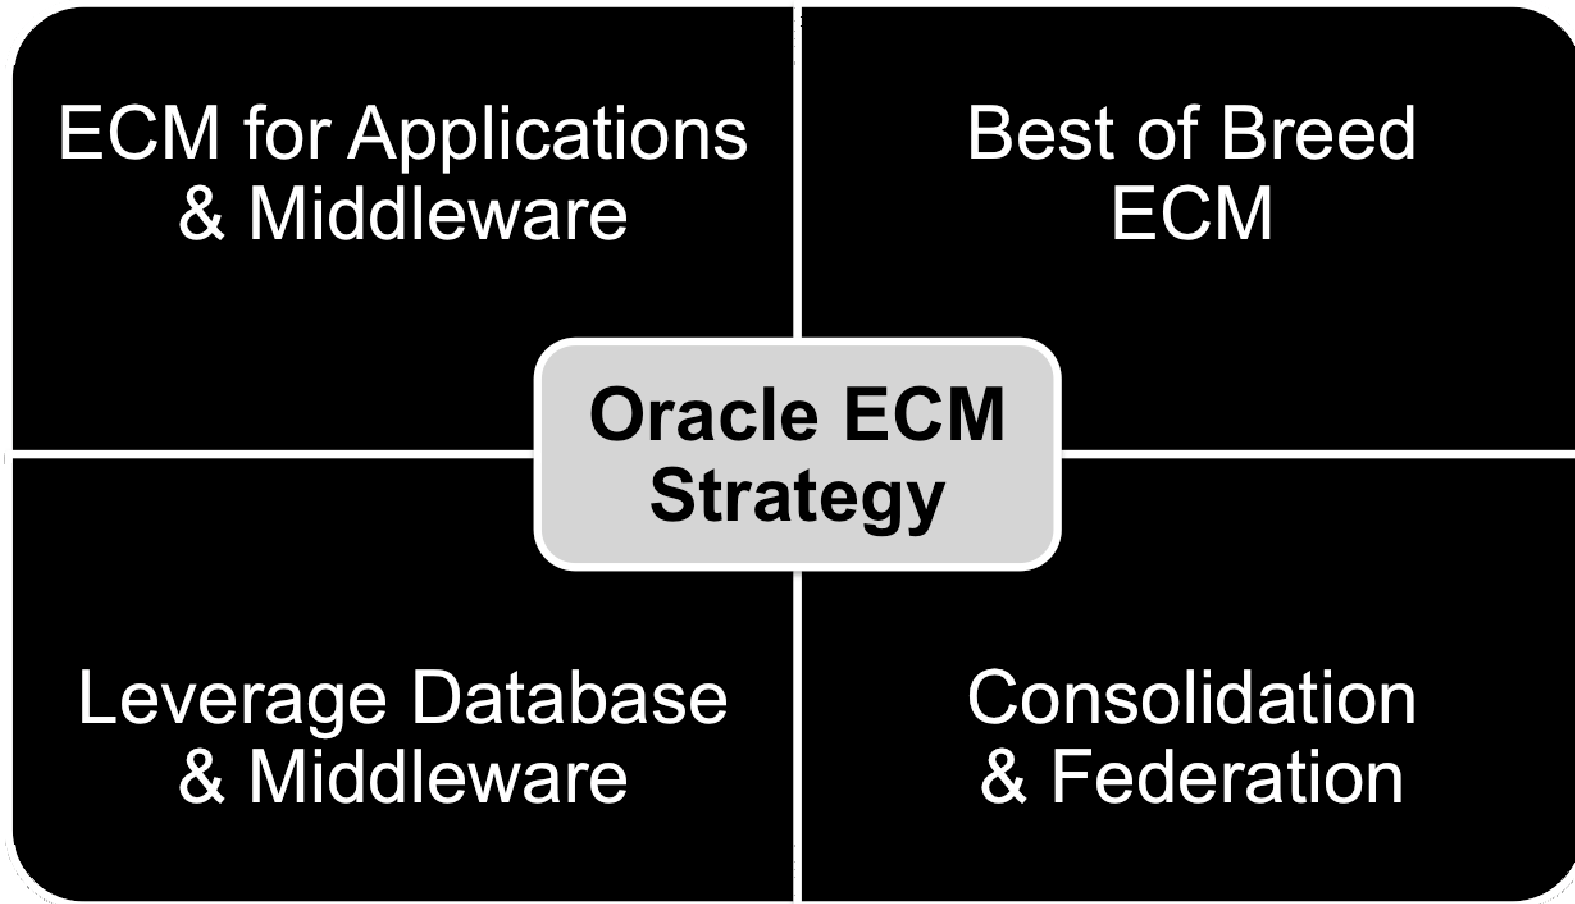 ECM for Applications
& Middleware
Best of Breed
ECM
Oracle ECM
Strategy
Leverage Database
& Middleware
Consolidation
& Federation